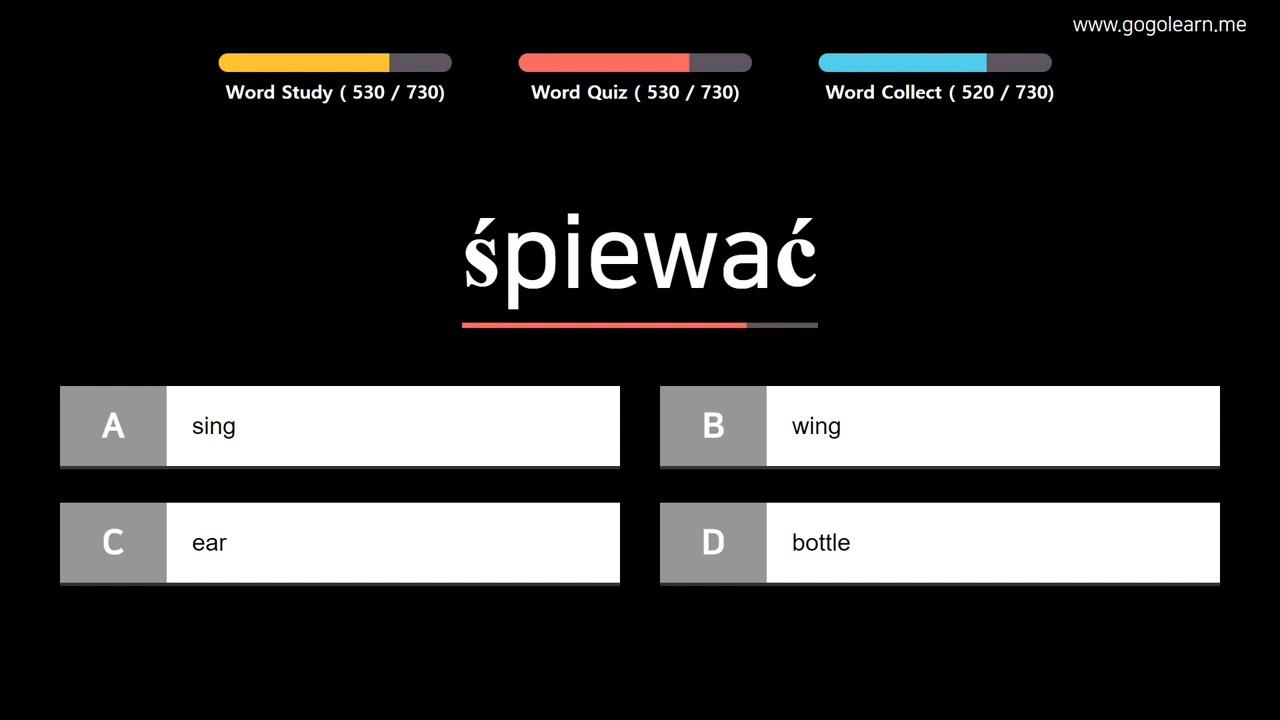 www.gogolearn.me
Word Study ( 530 / 730)
Word Quiz ( 530 / 730)
Word Collect ( 520 / 730)
śpiewać
A sing
B wing
C ear
D bottle